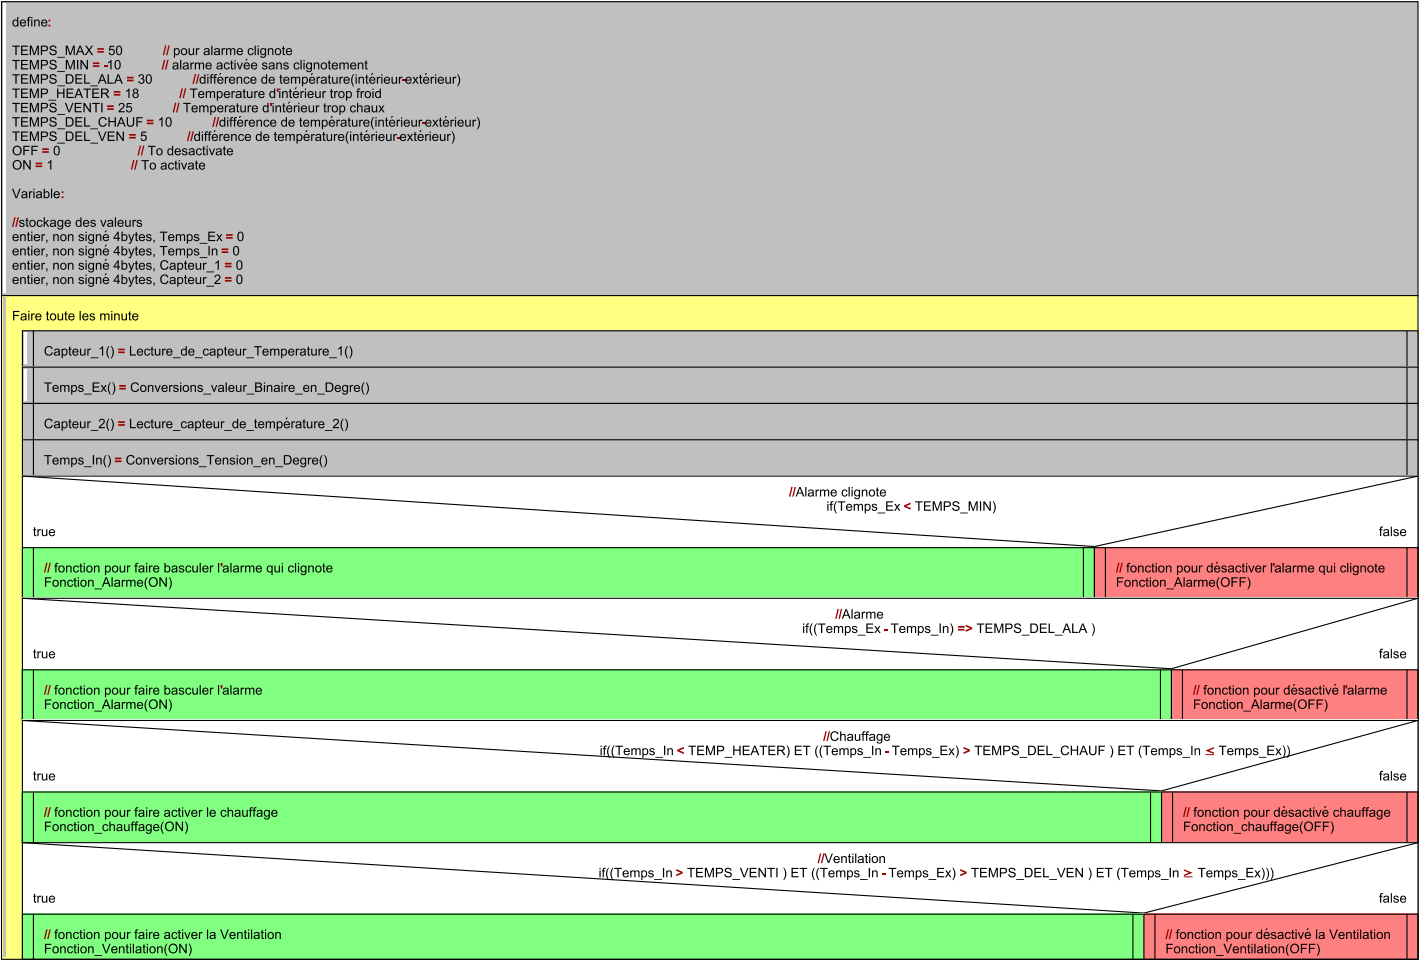 define:
TEMPS_MAX = 50 // pour alarme clignote
TEMPS_MIN = -10 // alarme activée sans clignotement
TEMPS_DEL_ALA = 30 //différence de température(intérieur-extérieur)
TEMP_HEATER = 18 // Temperature d'intérieur trop froid
TEMPS_VENTI = 25 // Temperature d'intérieur trop chaux
TEMPS_DEL_CHAUF = 10 //différence de température(intérieur-extérieur)
TEMPS_DEL_VEN = 5 //différence de température(intérieur-extérieur)
OFF = 0 // To desactivate
ON = 1 // To activate
Variable:
//stockage des valeurs
entier, non signé 4bytes, Temps_Ex = 0
entier, non signé 4bytes, Temps_In = 0
entier, non signé 4bytes, Capteur_1 = 0
entier, non signé 4bytes, Capteur_2 = 0
Faire toute les minute
Capteur_1() = Lecture_de_capteur_Temperature_1()
Temps_Ex() = Conversions_valeur_Binaire_en_Degre()
Capteur_2() = Lecture_capteur_de_température_2()
Temps_In() = Conversions_Tension_en_Degre()
//Alarme clignote
if(Temps_Ex < TEMPS_MIN)
true false
// fonction pour faire basculer l'alarme qui clignote
Fonction_Alarme(ON)
// fonction pour désactiver l'alarme qui clignote
Fonction_Alarme(OFF)
//Alarme
if((Temps_Ex - Temps_In) => TEMPS_DEL_ALA )
true false
// fonction pour faire basculer l'alarme
Fonction_Alarme(ON)
// fonction pour désactivé l'alarme
Fonction_Alarme(OFF)
//Chauffage
if((Temps_In < TEMP_HEATER) ET ((Temps_In - Temps_Ex) > TEMPS_DEL_CHAUF ) ET (Temps_In ≤ Temps_Ex))
true false
// fonction pour faire activer le chauffage
Fonction_chauffage(ON)
// fonction pour désactivé chauffage
Fonction_chauffage(OFF)
//Ventilation
if((Temps_In > TEMPS_VENTI ) ET ((Temps_In - Temps_Ex) > TEMPS_DEL_VEN ) ET (Temps_In ≥ Temps_Ex)))
true false
// fonction pour faire activer la Ventilation
Fonction_Ventilation(ON)
// fonction pour désactivé la Ventilation
Fonction_Ventilation(OFF)